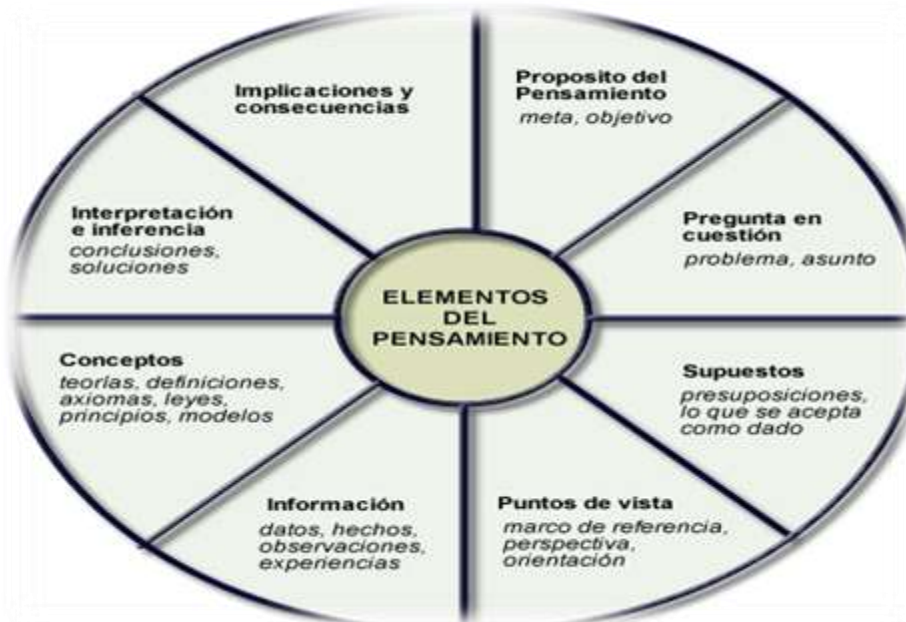 Implicaciones y
consecuencias
Proposito del
Pensamiento
meta, objetivo
Interpretación
e inferencia
conclusiones,
soluciones
Pregunta en
cuestión
problema, asunto
ELEMENTOS
DEL
PENSAMIENTO
Conceptos
teorías, definiciones,
axiomas, leyes,
principios, modelos
Supuestos
presuposiciones,
lo que se acepta
como dado
Información
datos, hechos,
observaciones,
experiencias
Puntos de vista
marco de referencia,
perspectiva,
orientación